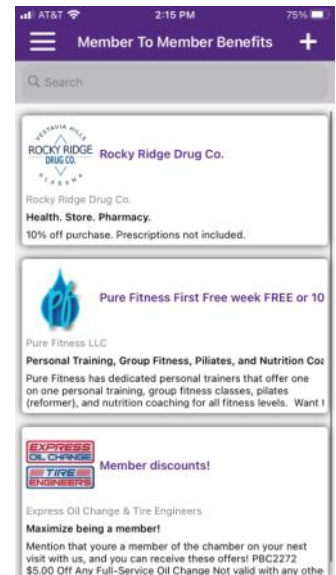 AT&T 2:15 PM 75%
Member To Member Benefits +
Search
VESTAVIA HILLS
ROCKY RIDGE
DRUG CO.
ALABAMA
Rocky Ridge Drug Co.
Rocky Ridge Drug Co.
Health. Store. Pharmacy.
10% off purchase. Prescriptions not included.
Pf
Pure Fitness First Free week FREE or 10
Pure Fitness LLC
Personal Training, Group Fitness, Piliates, and Nutrition Coa
Pure Fitness has dedicated personal trainers that offer one
on one personal training, group fitness classes, pilates
(reformer), and nutrition coaching for all fitness levels. Want t
EXPRESS
OIL CHANGE
TIRE
ENGINEERS
Member discounts!
Express Oil Change & Tire Engineers
Maximize being a member!
Mention that youre a member of the chamber on your next
visit with us, and you can receive these offers! PBC2272
$5.00 Off Any Full-Service Oil Change Not valid with any othe